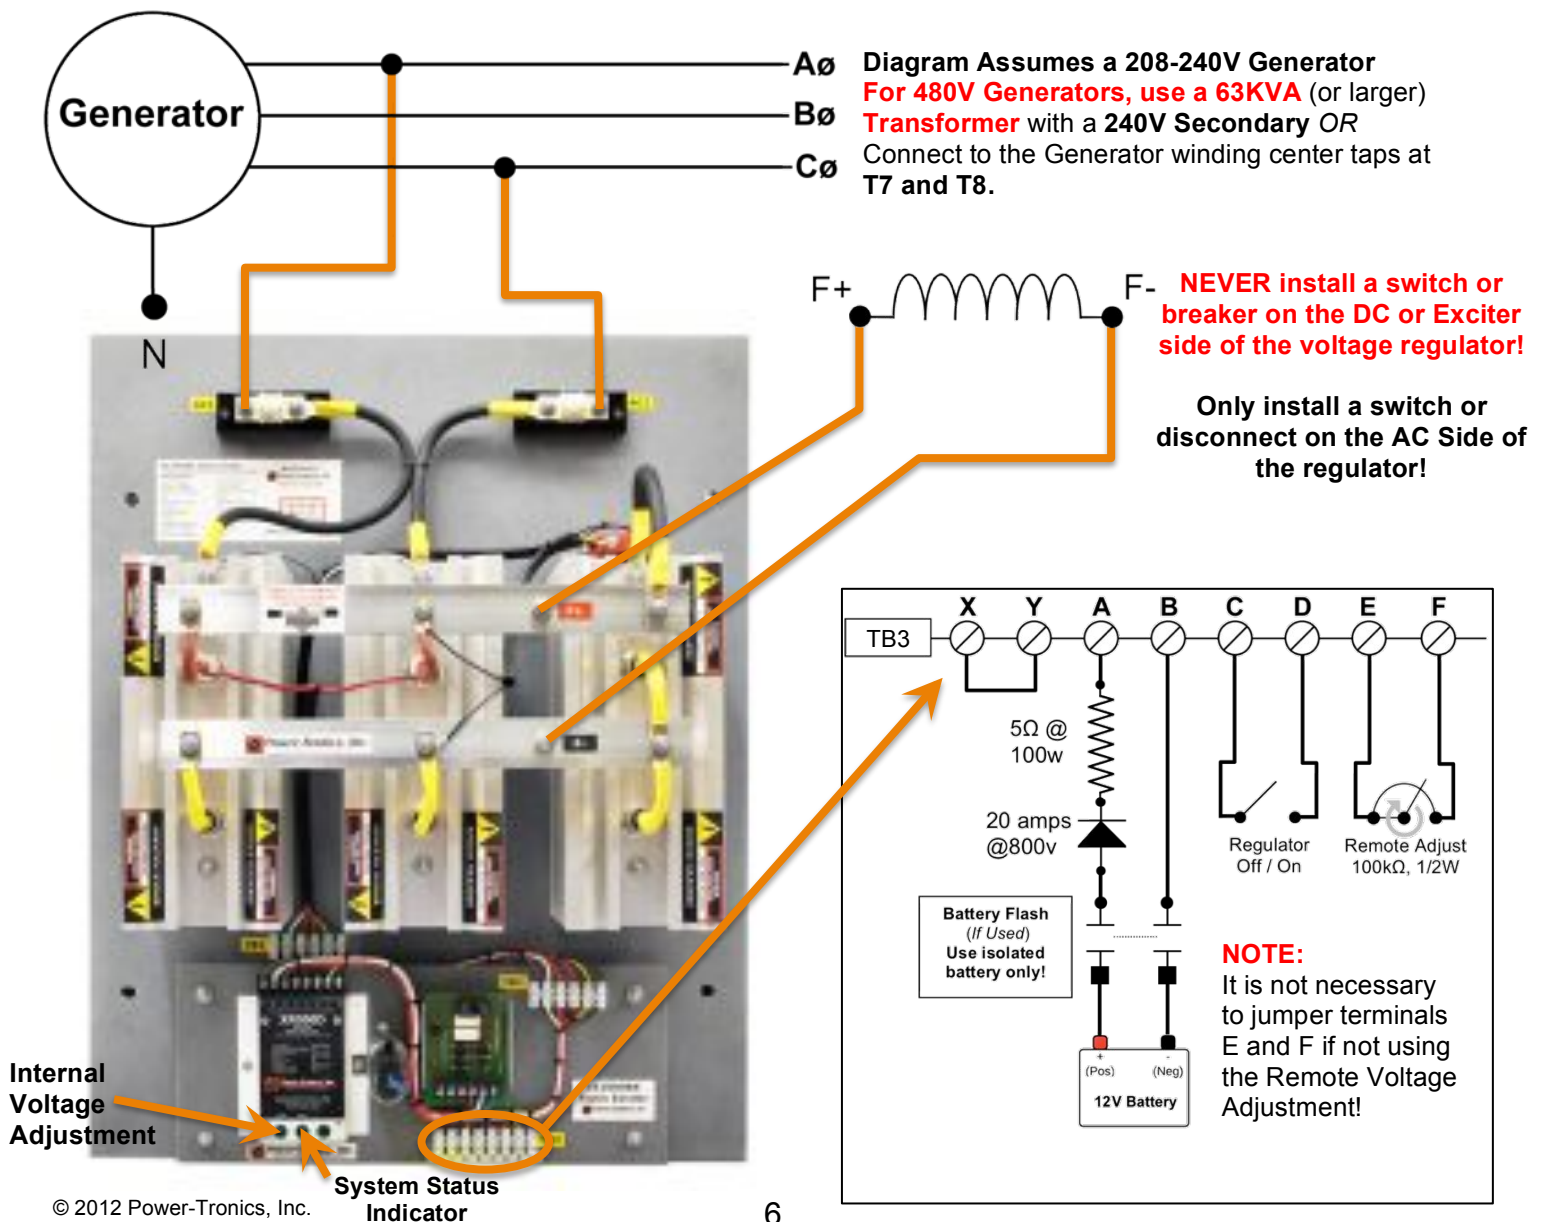 Generator
Aø
Bø
Cø
N
Diagram Assumes a 208-240V Generator
For 480V Generators, use a 63KVA (or larger)
Transformer with a 240V Secondary OR
Connect to the Generator winding center taps at
T7 and T8.
F+
F-
NEVER install a switch or
breaker on the DC or Exciter
side of the voltage regulator!
Only install a switch or
disconnect on the AC Side of
the regulator!
TB3
X Y A B C D E F
5Ω @
100w
20 amps
@800v
Regulator
Off / On
Remote Adjust
100kΩ, 1/2W
Battery Flash
(If Used)
Use isolated
battery only!
+
(Pos)
-
(Neg)
12V Battery
NOTE:
It is not necessary
to jumper terminals
E and F if not using
the Remote Voltage
Adjustment!
Internal
Voltage
Adjustment
System Status
Indicator
© 2012 Power-Tronics, Inc.
6